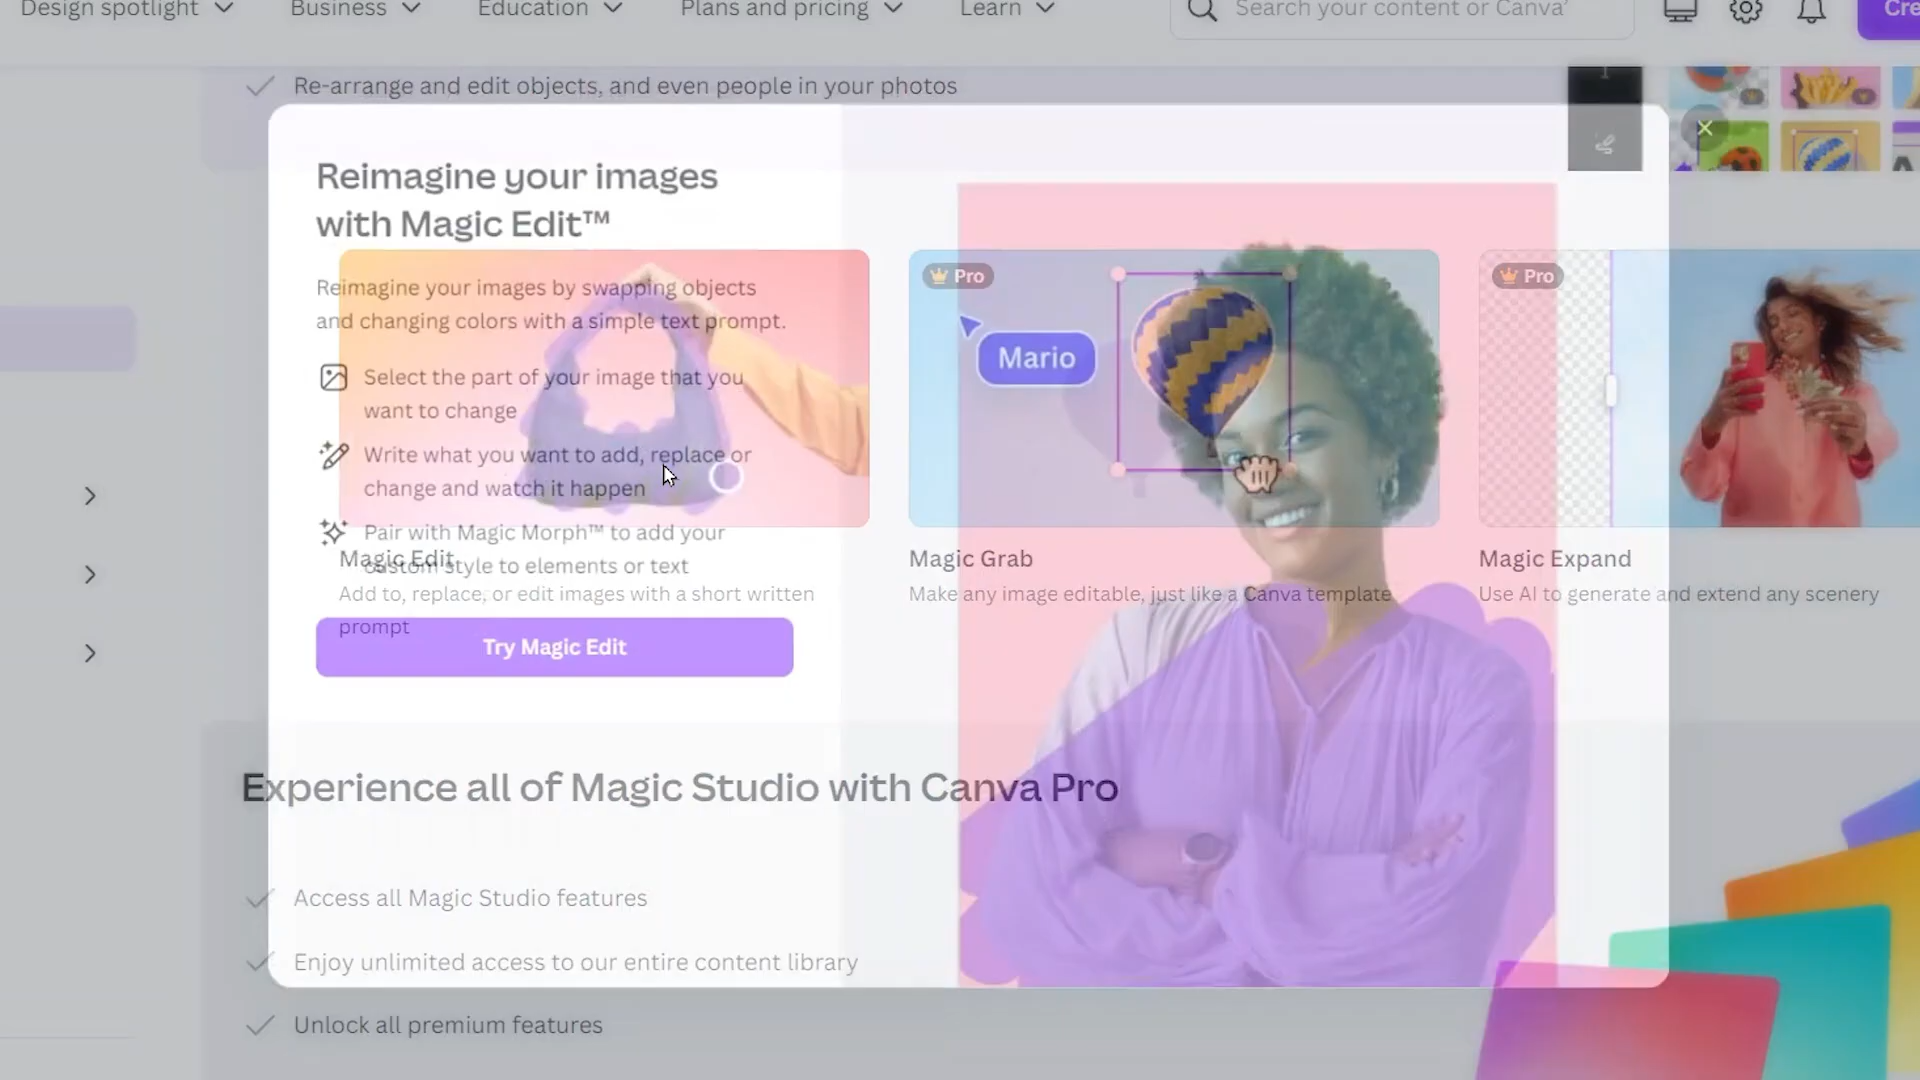 Design spotlight Business Education Plans and pricing Learn Search your content or Canva' Cre
Re-arrange and edit objects, and even people in your photos
Reimagine your images
with Magic Edit™
Reimagine your images by swapping objects
and changing colors with a simple text prompt.
Select the part of your image that you
want to change
Write what you want to add, replace or
change and watch it happen
Pair with Magic Morph™ to add your
custom style to elements or text
Try Magic Edit
Magic Edit
Add to, replace, or edit images with a short written
prompt
Pro
Mario
Magic Grab
Make any image editable, just like a Canva template
Pro
Magic Expand
Use AI to generate and extend any scenery
Experience all of Magic Studio with Canva Pro
Access all Magic Studio features
Enjoy unlimited access to our entire content library
Unlock all premium features